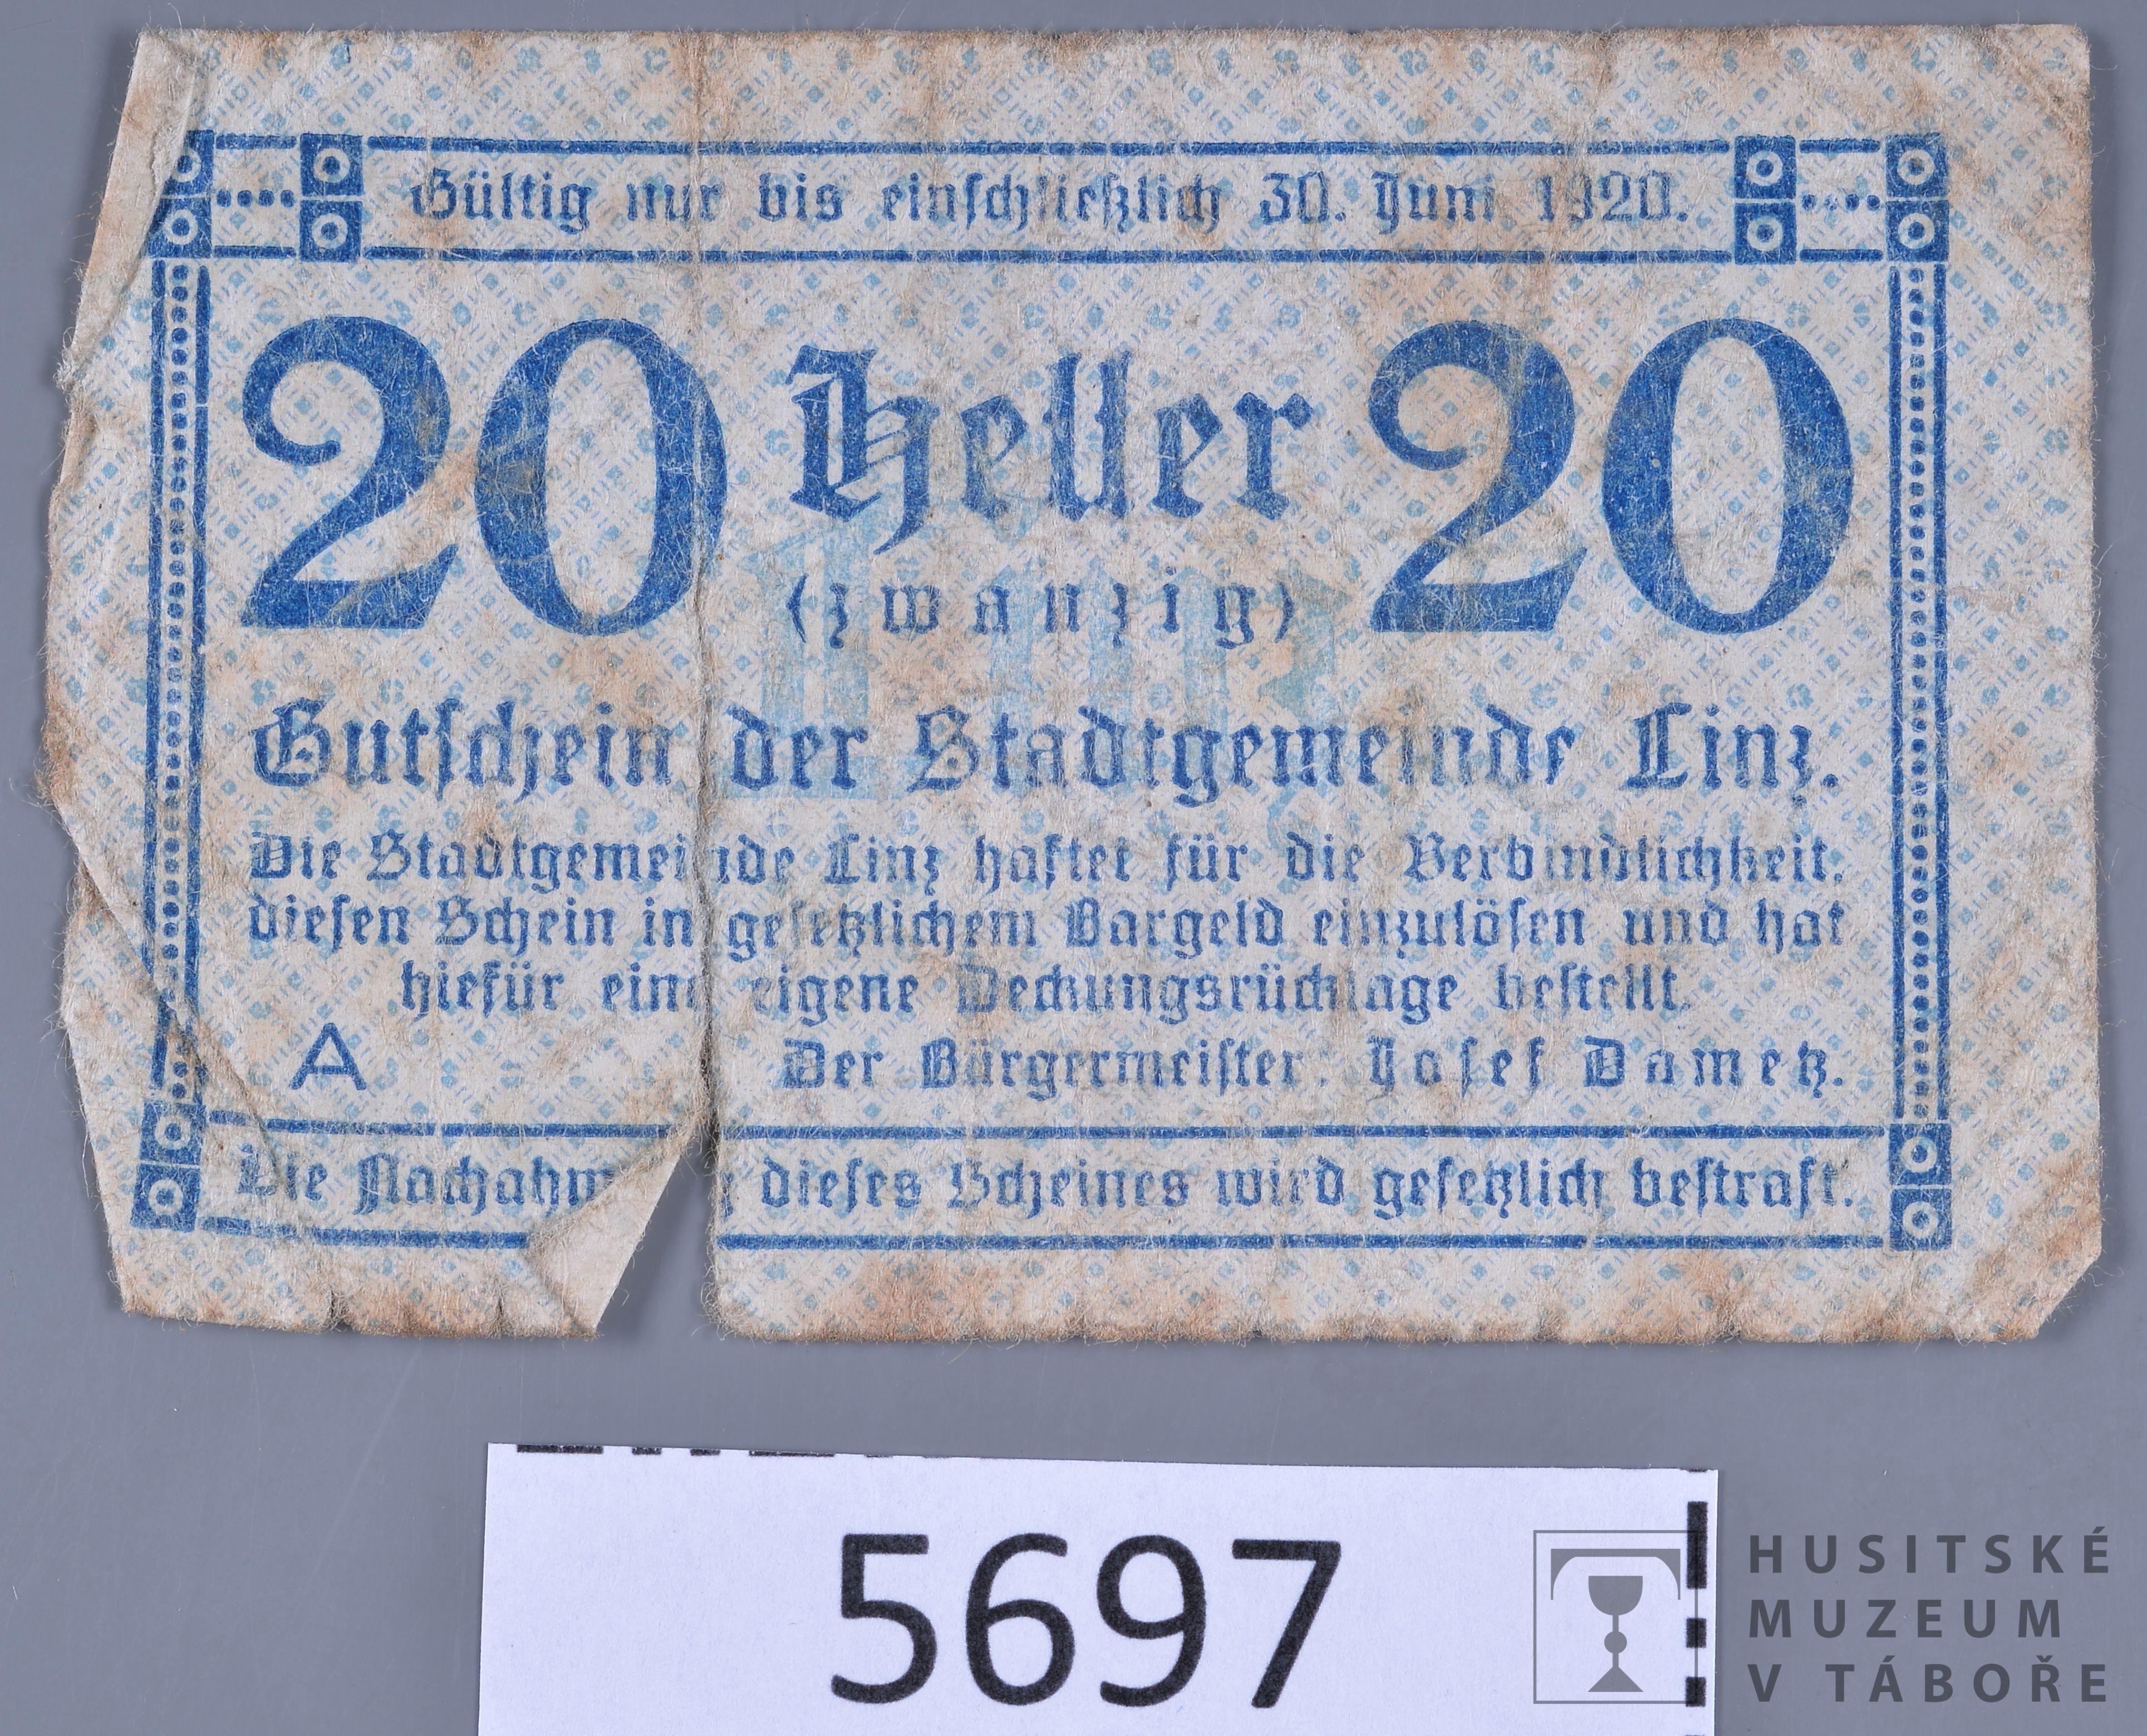 Gültig nur bis einschließlich 30. Juni 1920.
20 Heller 20
(zwanzig)
Gutschein der Stadtgemeinde Linz.
Die Stadtgemeinde Linz haftet für die Verbindlichkeit,
diesen Schein in gesetzlichem Bargeld einzulösen und hat
hiefür eine eigene Deckungsrücklage bestellt.
A
Der Bürgermeister: Josef Dametz.
Die Nachahm dieses Scheines wird gesetzlich bestraft.
5697
HUSITSKÉ
MUZEUM
V TÁBOŘE